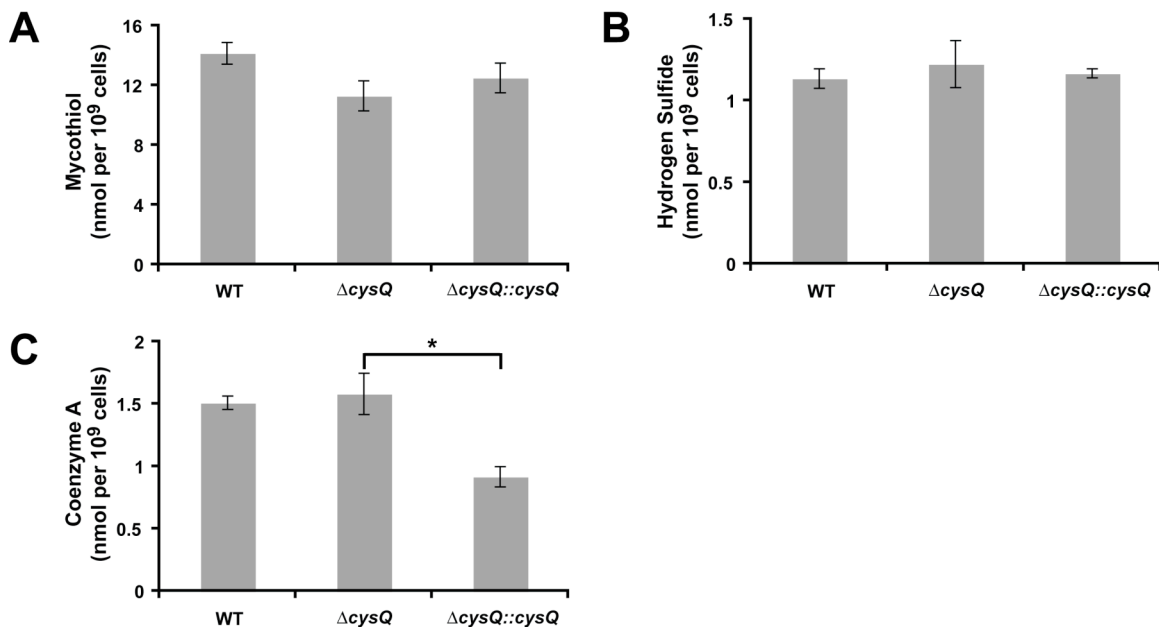 A
Mycothiol
(nmol per 10⁹ cells)
16
12
8
4
0
WT
ΔcysQ
ΔcysQ::cysQ
B
Hydrogen Sulfide
(nmol per 10⁹ cells)
1.5
1
0.5
0
WT
ΔcysQ
ΔcysQ::cysQ
C
Coenzyme A
(nmol per 10⁹ cells)
2
1.5
1
0.5
0
*
WT
ΔcysQ
ΔcysQ::cysQ